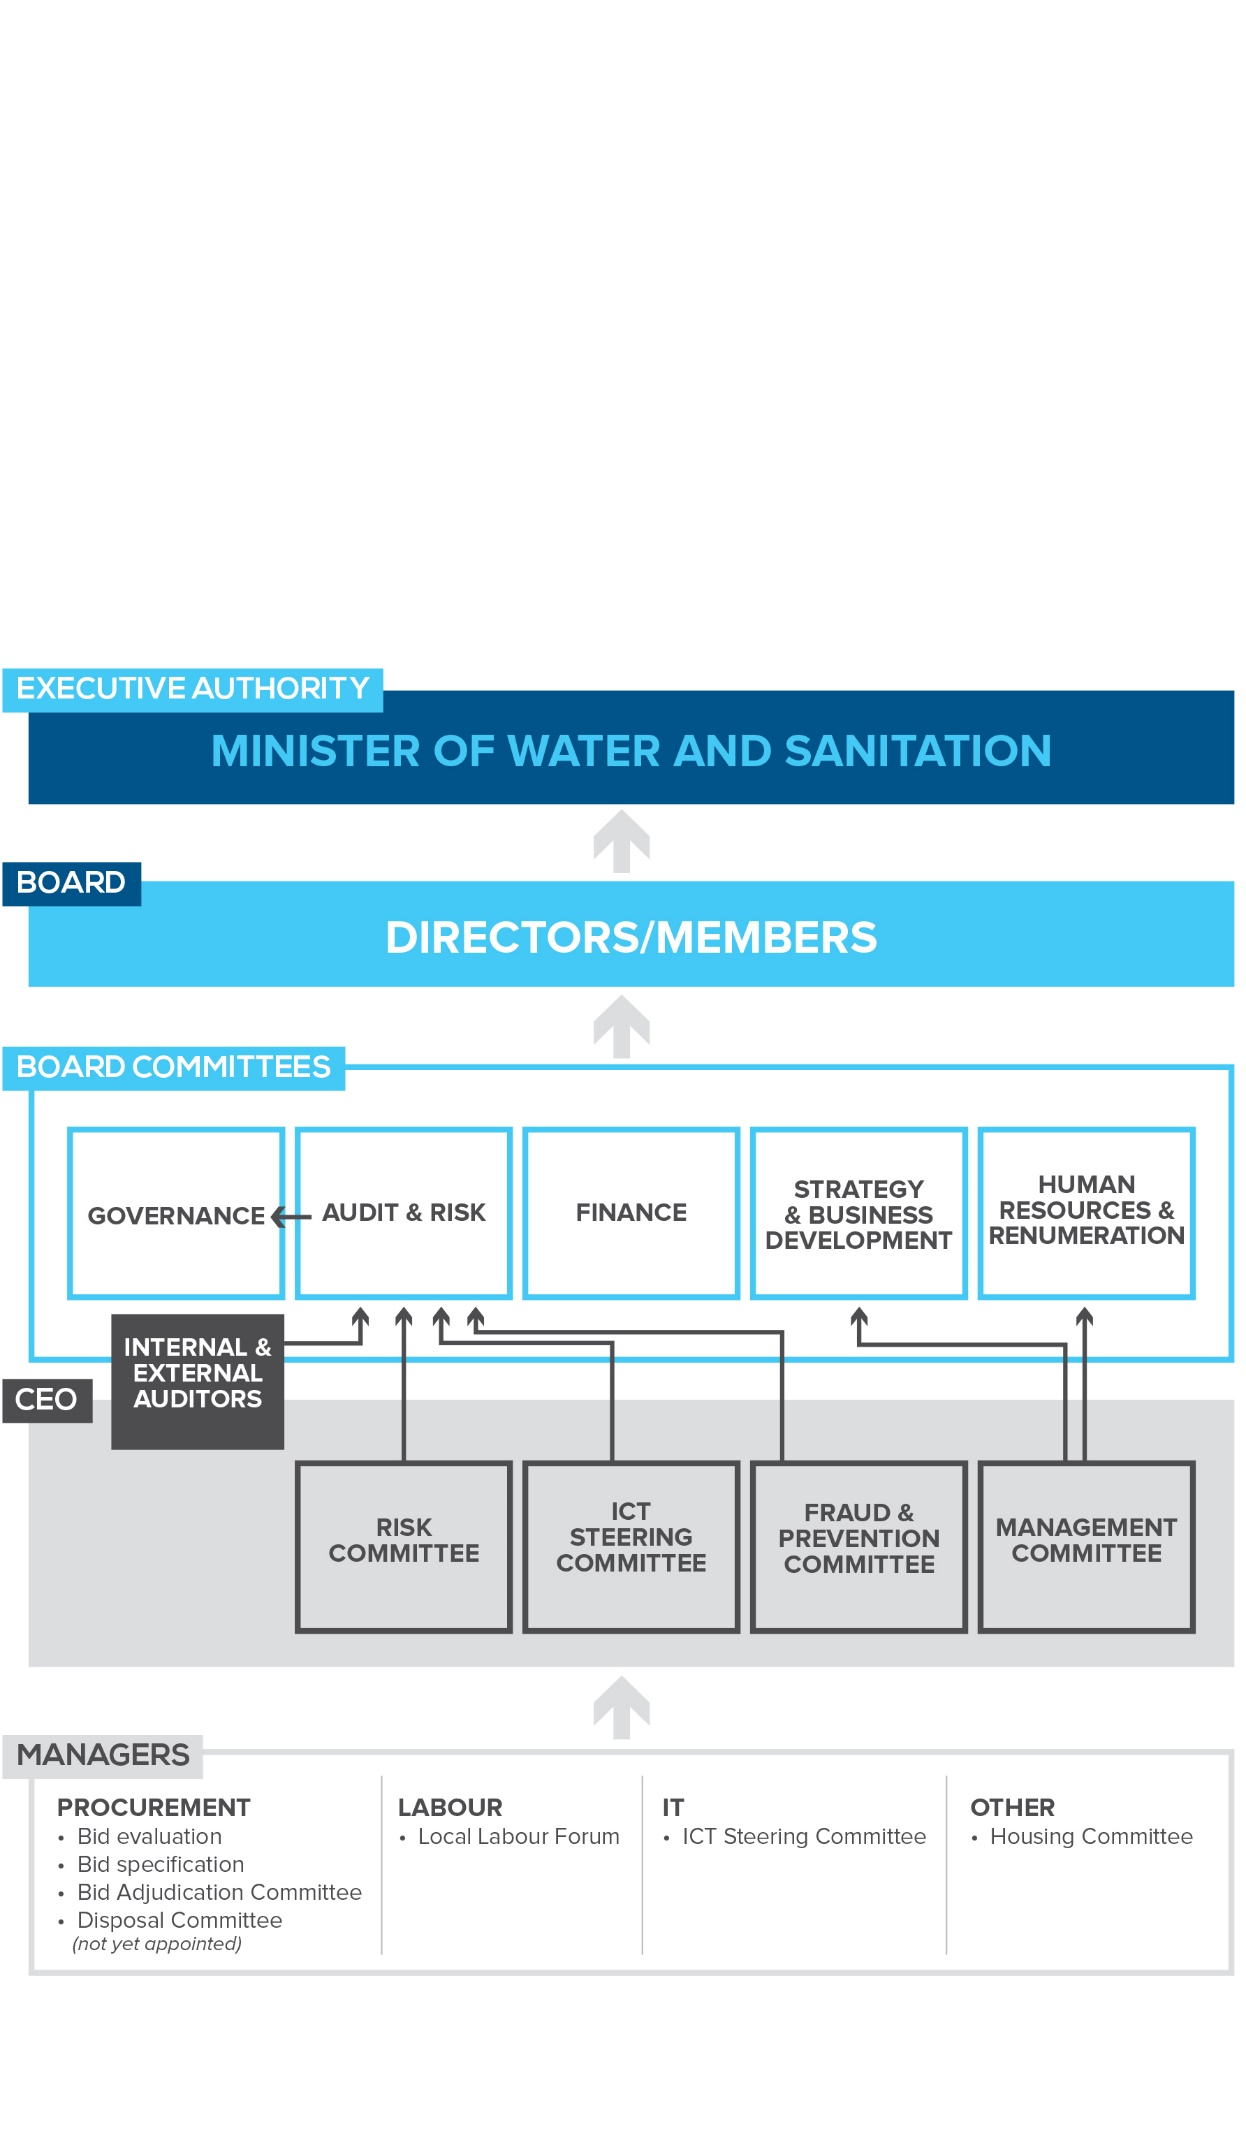 EXECUTIVE AUTHORITY
MINISTER OF WATER AND SANITATION
BOARD
DIRECTORS/MEMBERS
BOARD COMMITTEES
GOVERNANCE
AUDIT & RISK
FINANCE
STRATEGY
& BUSINESS
DEVELOPMENT
HUMAN
RESOURCES &
RENUMERATION
INTERNAL &
EXTERNAL
AUDITORS
CEO
RISK
COMMITTEE
ICT
STEERING
COMMITTEE
FRAUD &
PREVENTION
COMMITTEE
MANAGEMENT
COMMITTEE
MANAGERS
PROCUREMENT
• Bid evaluation
• Bid specification
• Bid Adjudication Committee
• Disposal Committee
(not yet appointed)
LABOUR
• Local Labour Forum
IT
• ICT Steering Committee
OTHER
• Housing Committee